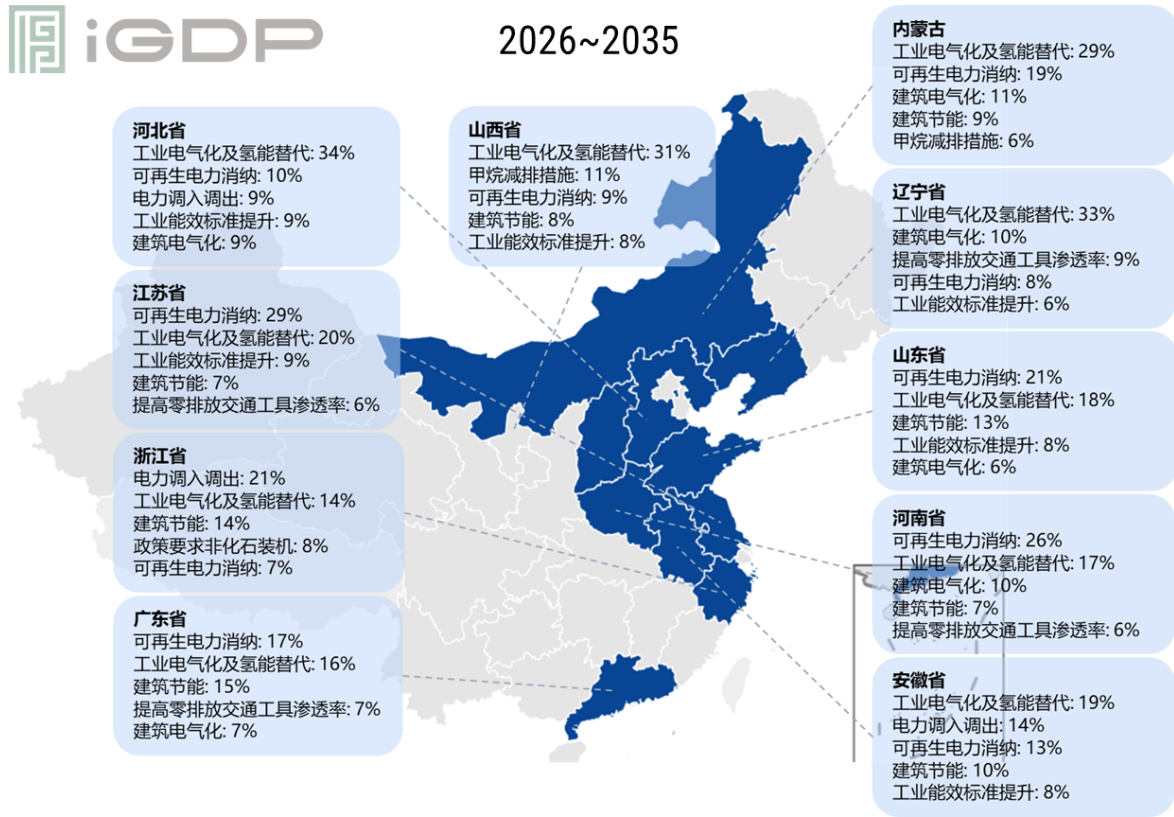 iGDP
2026~2035
河北省
工业电气化及氢能替代: 34%
可再生电力消纳: 10%
电力调入调出: 9%
工业能效标准提升: 9%
建筑电气化: 9%
山西省
工业电气化及氢能替代: 31%
甲烷减排措施: 11%
可再生电力消纳: 9%
建筑节能: 8%
工业能效标准提升: 8%
内蒙古
工业电气化及氢能替代: 29%
可再生电力消纳: 19%
建筑电气化: 11%
建筑节能: 9%
甲烷减排措施: 6%
辽宁省
工业电气化及氢能替代: 33%
建筑电气化: 10%
提高零排放交通工具渗透率: 9%
可再生电力消纳: 8%
工业能效标准提升: 6%
江苏省
可再生电力消纳: 29%
工业电气化及氢能替代: 20%
工业能效标准提升: 9%
建筑节能: 7%
提高零排放交通工具渗透率: 6%
山东省
可再生电力消纳: 21%
工业电气化及氢能替代: 18%
建筑节能: 13%
工业能效标准提升: 8%
建筑电气化: 6%
浙江省
电力调入调出: 21%
工业电气化及氢能替代: 14%
建筑节能: 14%
政策要求非化石装机: 8%
可再生电力消纳: 7%
河南省
可再生电力消纳: 26%
工业电气化及氢能替代: 17%
建筑电气化: 10%
建筑节能: 7%
提高零排放交通工具渗透率: 6%
广东省
可再生电力消纳: 17%
工业电气化及氢能替代: 16%
建筑节能: 15%
提高零排放交通工具渗透率: 7%
建筑电气化: 7%
安徽省
工业电气化及氢能替代: 19%
电力调入调出: 14%
可再生电力消纳: 13%
建筑节能: 10%
工业能效标准提升: 8%